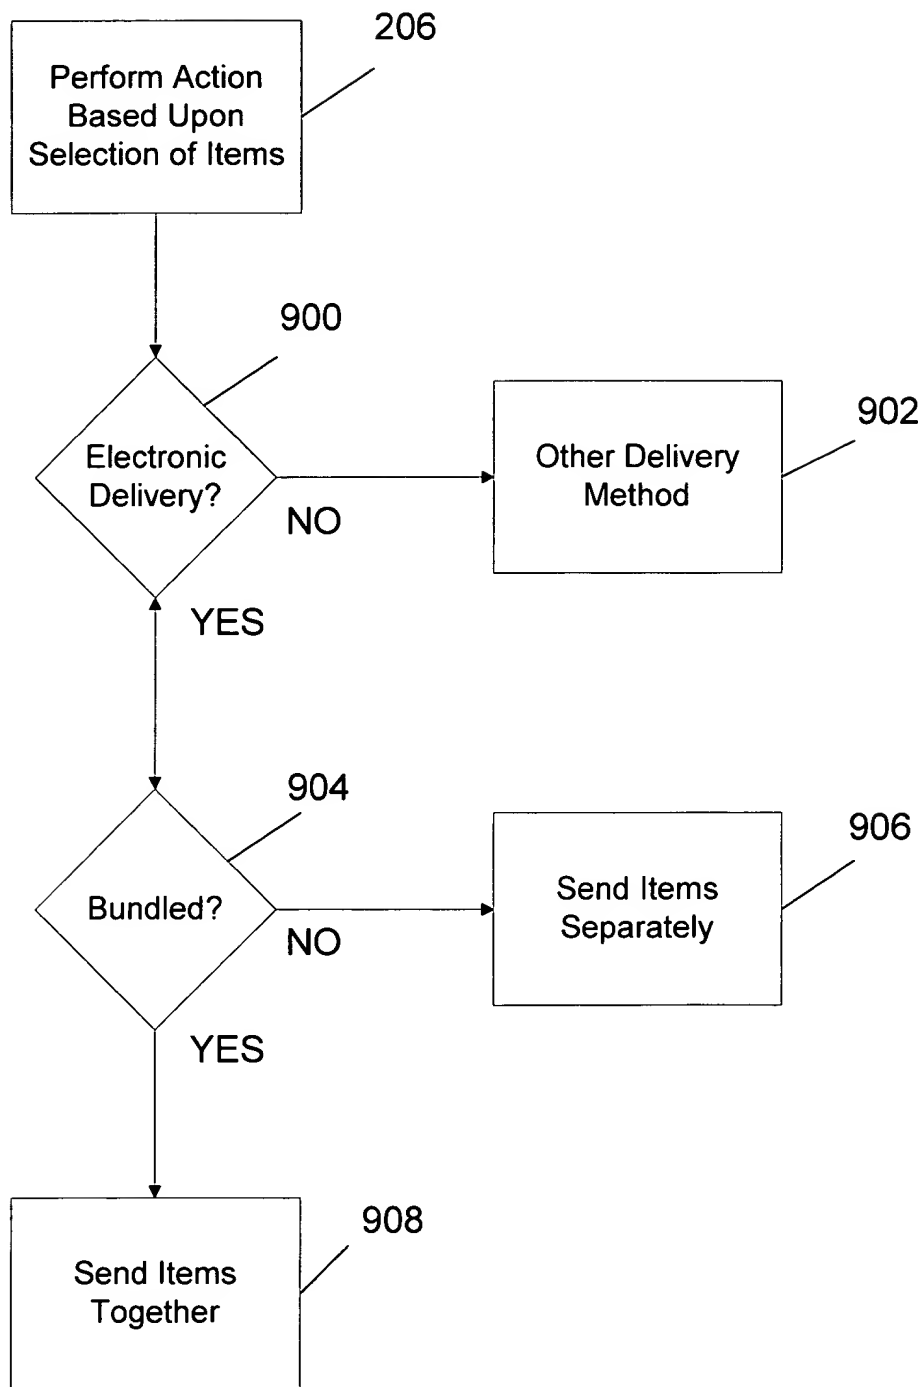 206
Perform Action
Based Upon
Selection of Items
900
Electronic
Delivery?
NO
902
Other Delivery
Method
YES
904
Bundled?
NO
906
Send Items
Separately
YES
908
Send Items
Together